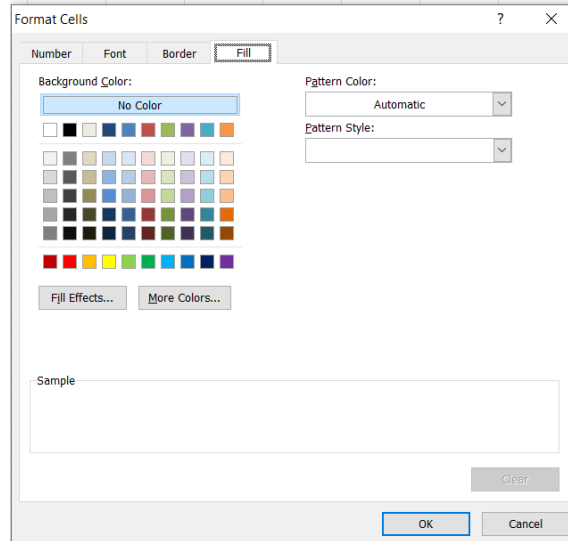 Format Cells
?
Number Font Border Fill
Background Color: Pattern Color:
No Color Automatic
Pattern Style:
Fill Effects... More Colors...
Sample
Clear
OK Cancel